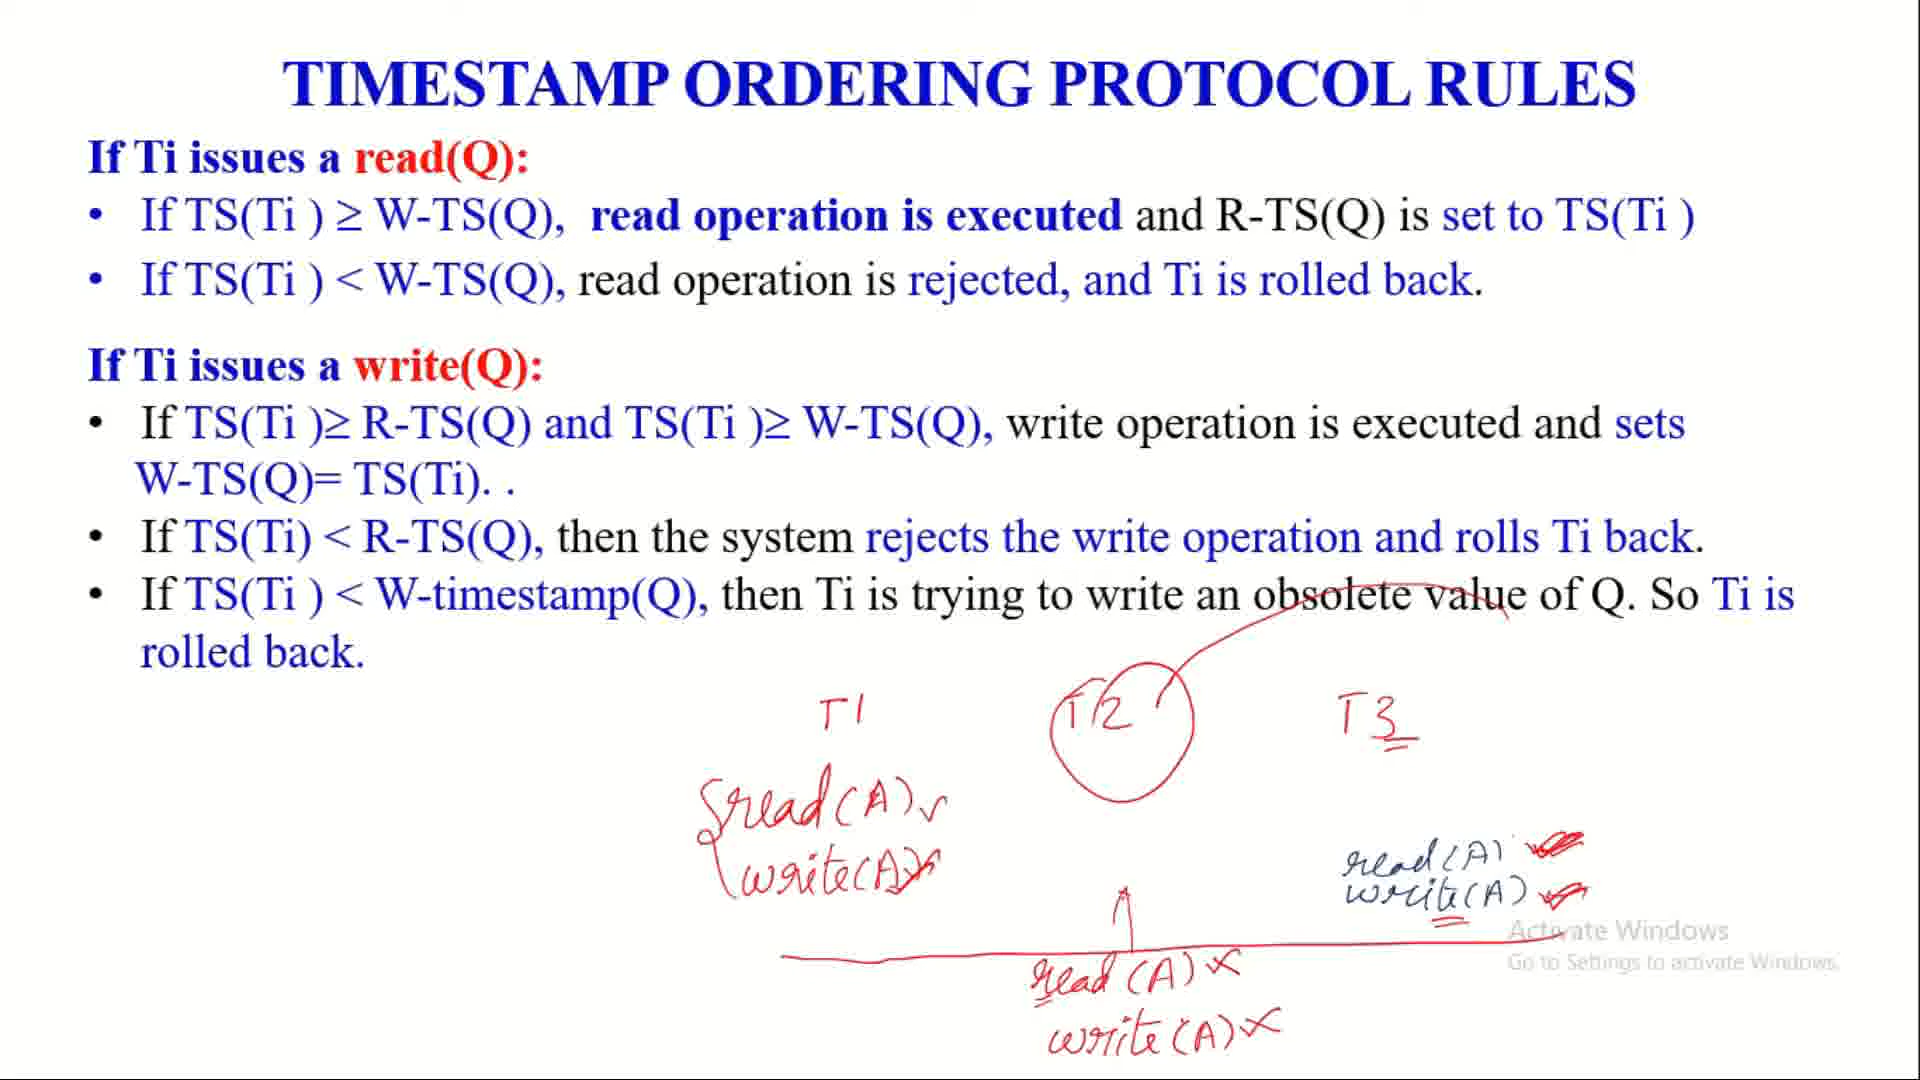 TIMESTAMP ORDERING PROTOCOL RULES
If Ti issues a read(Q):
• If TS(Ti ) ≥ W-TS(Q), read operation is executed and R-TS(Q) is set to TS(Ti )
• If TS(Ti ) < W-TS(Q), read operation is rejected, and Ti is rolled back.
If Ti issues a write(Q):
• If TS(Ti )≥ R-TS(Q) and TS(Ti )≥ W-TS(Q), write operation is executed and sets
W-TS(Q)= TS(Ti). .
• If TS(Ti) < R-TS(Q), then the system rejects the write operation and rolls Ti back.
• If TS(Ti ) < W-timestamp(Q), then Ti is trying to write an obsolete value of Q. So Ti is
rolled back.
T1 T2 T3
read(A)
write(A)
read(A)
write(A)
Activate Windows
Go to Settings to activate Windows.
read (A)
write (A)